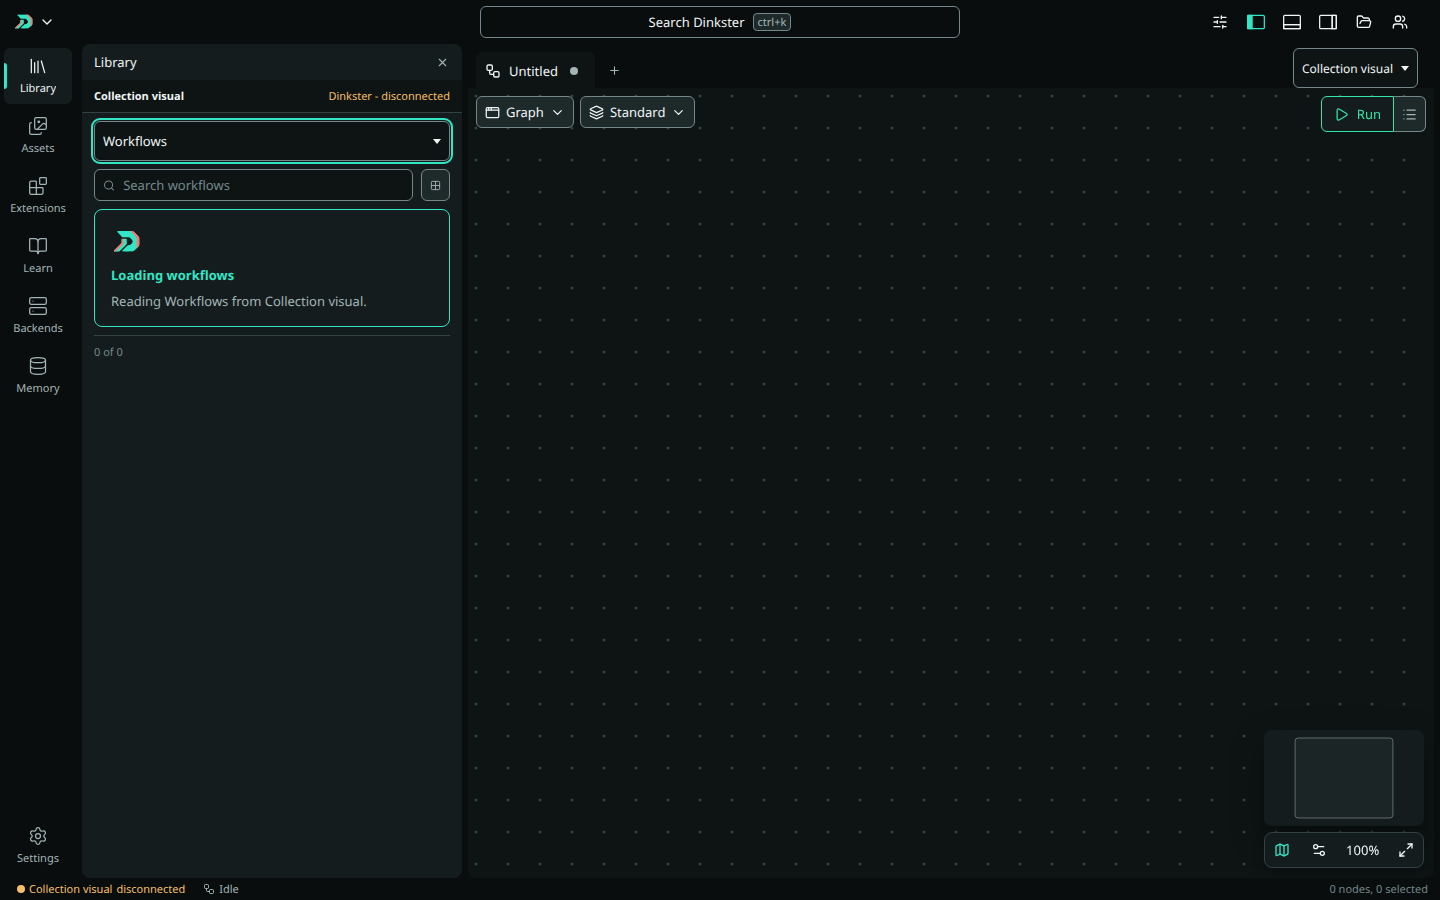 Search Dinkster ctrl+k
Library
Assets
Extensions
Learn
Backends
Memory
Settings
Library
Collection visual Dinkster - disconnected
Workflows
Search workflows
Loading workflows
Reading Workflows from Collection visual.
0 of 0
Untitled
Collection visual
Graph Standard
Run
100%
Collection visual disconnected Idle
0 nodes, 0 selected